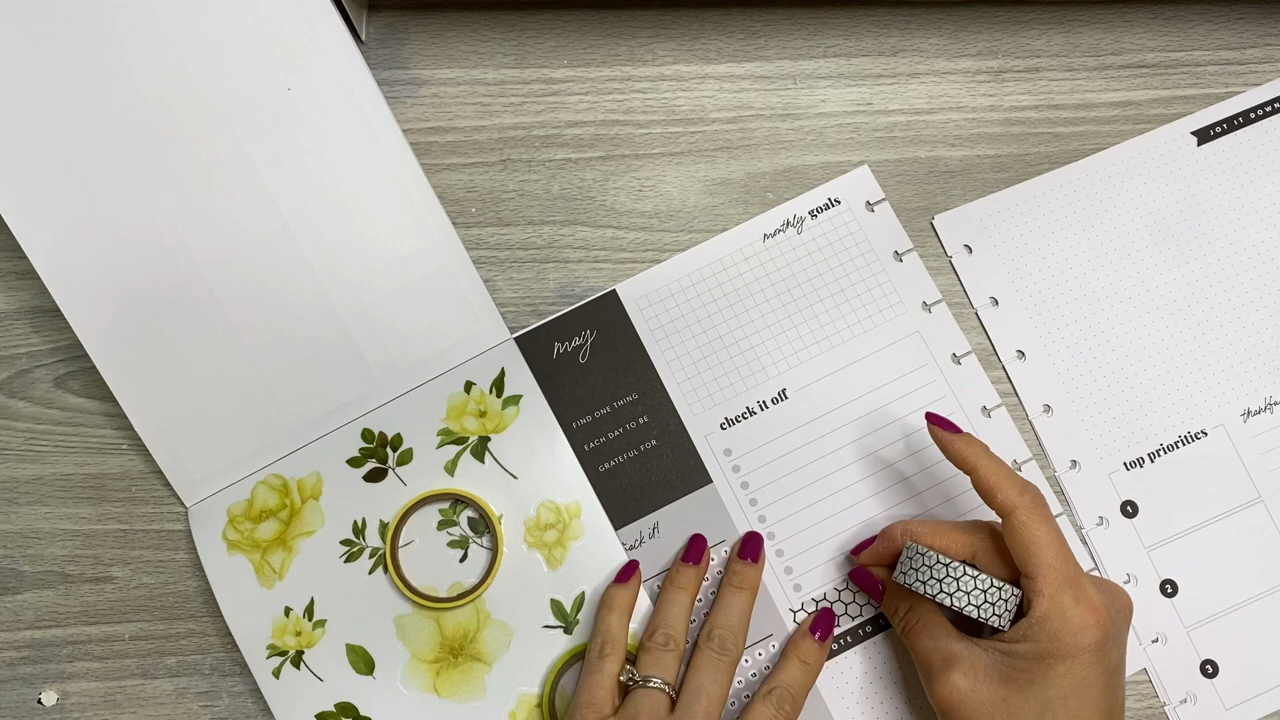 JOT IT DOWN
monthly goals
may
FIND ONE THING
EACH DAY TO BE
GRATEFUL FOR
check it off
top priorities
1
2
3